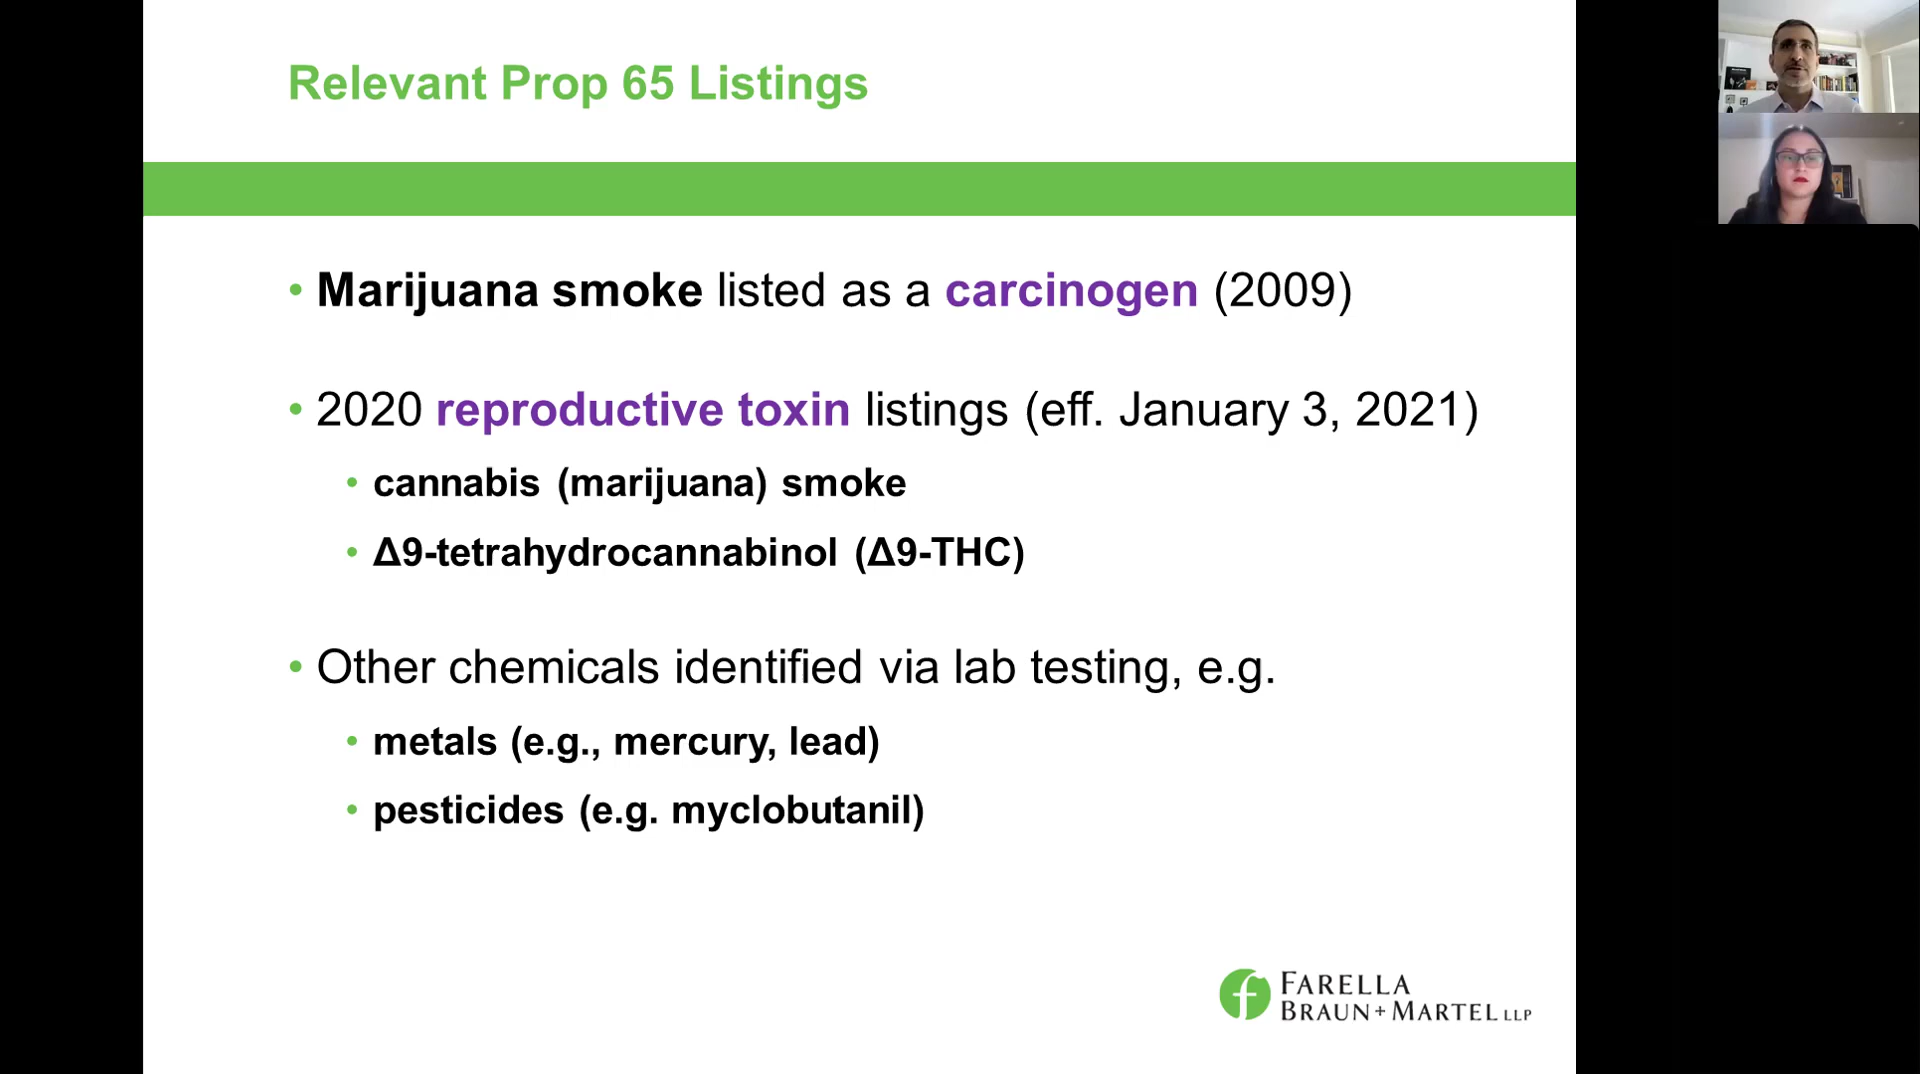 Relevant Prop 65 Listings
• Marijuana smoke listed as a carcinogen (2009)
• 2020 reproductive toxin listings (eff. January 3, 2021)
• cannabis (marijuana) smoke
• Δ9-tetrahydrocannabinol (Δ9-THC)
• Other chemicals identified via lab testing, e.g.
• metals (e.g., mercury, lead)
• pesticides (e.g. myclobutanil)
f FARELLA
BRAUN+MARTEL LLP